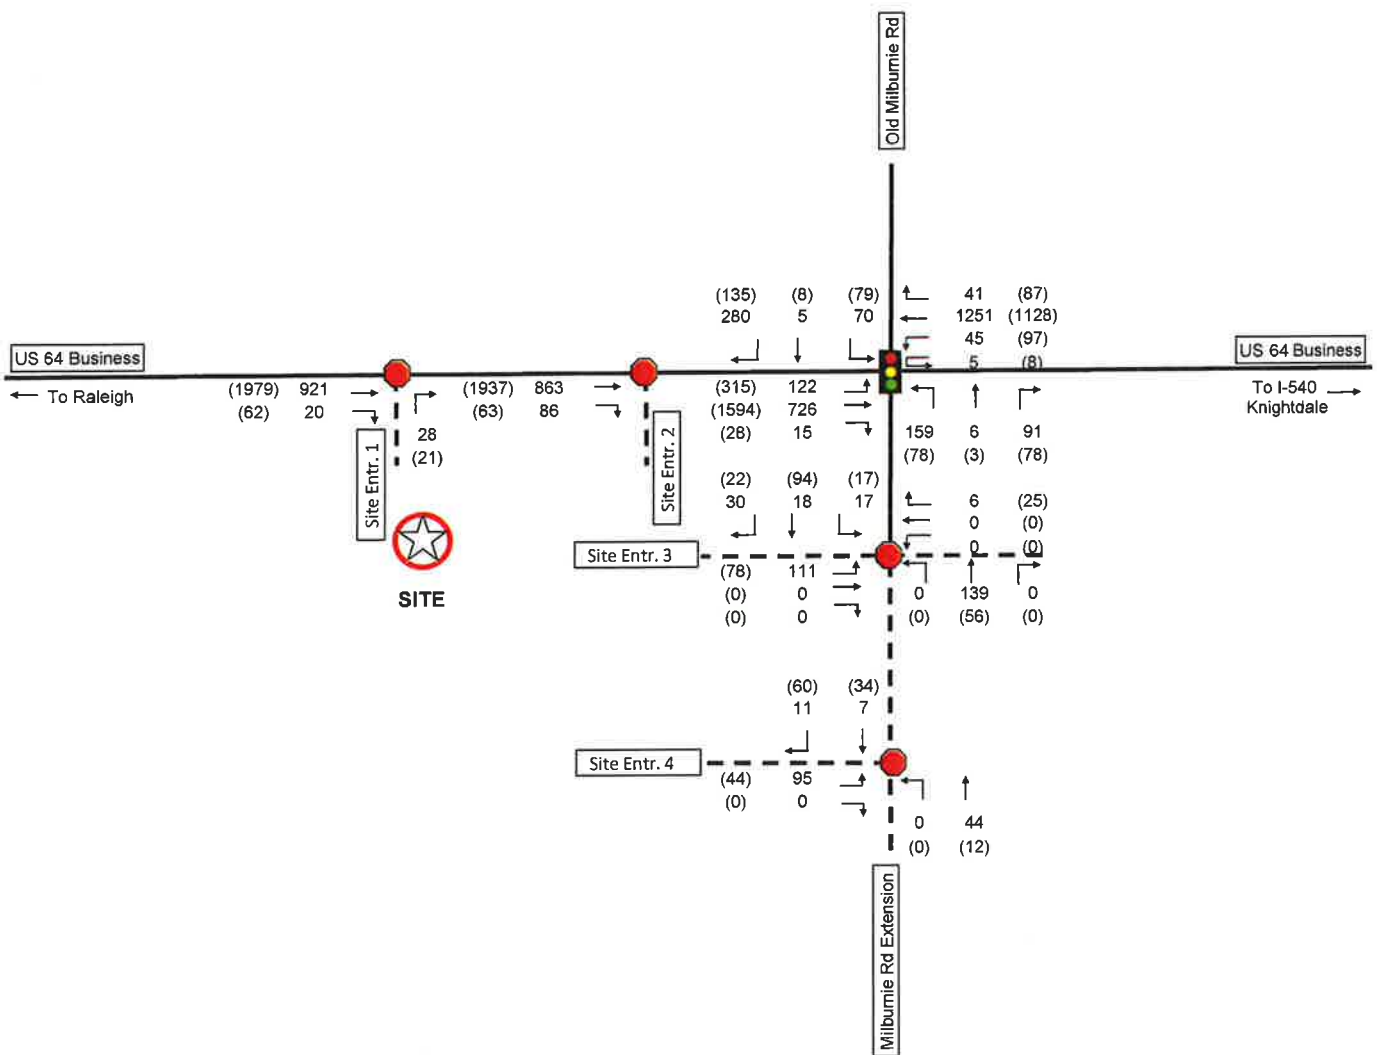 Old Milburnie Rd
(135) (8) (79) 41 (87)
280 5 70 1251 (1128)
45 (97)
5 (8)
US 64 Business
US 64 Business
← To Raleigh
To I-540 →
Knightdale
(1979) 921
(62) 20
(1937) 863
(63) 86
(315) 122
(1594) 726
(28) 15
28
(21)
159 6 91
(78) (3) (78)
Site Entr. 1
Site Entr. 2
(22) (94) (17) 6 (25)
30 18 17 0 (0)
0 (0)
Site Entr. 3
(78) 111
(0) 0 0 139 0
(0) 0 (0) (56) (0)
SITE
(60) (34)
11 7
Site Entr. 4
(44) 95
(0) 0
0 44
(0) (12)
Milburnie Rd Extension